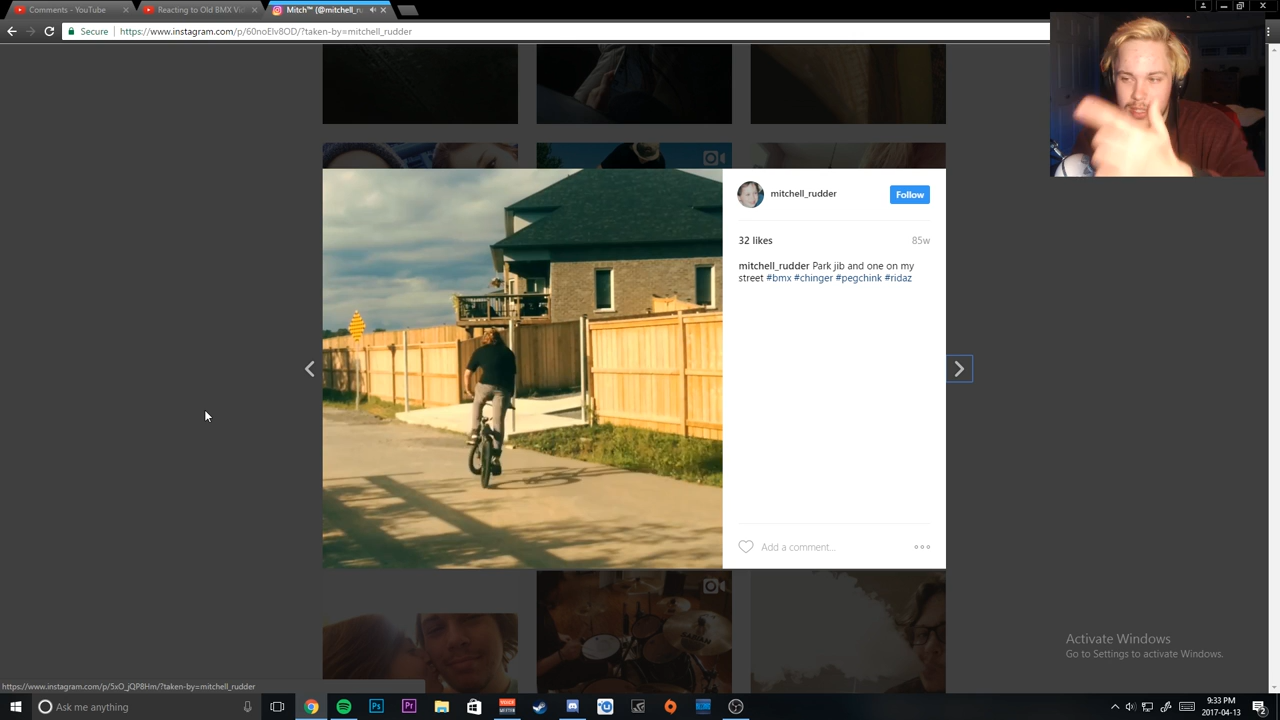 Comments - YouTube
Reacting to Old BMX Vi
Mitch™ (@mitchell_ru
Secure
https://www.instagram.com/p/60noElv8OD/?taken-by=mitchell_rudder
mitchell_rudder
Follow
32 likes
85w
mitchell_rudder Park jib and one on my
street #bmx #chinger #pegchink #ridaz
Add a comment...
Activate Windows
Go to Settings to activate Windows.
https://www.instagram.com/p/5xO_jQP8Hm/?taken-by=mitchell_rudder
Ask me anything
9:33 PM
2017-04-13